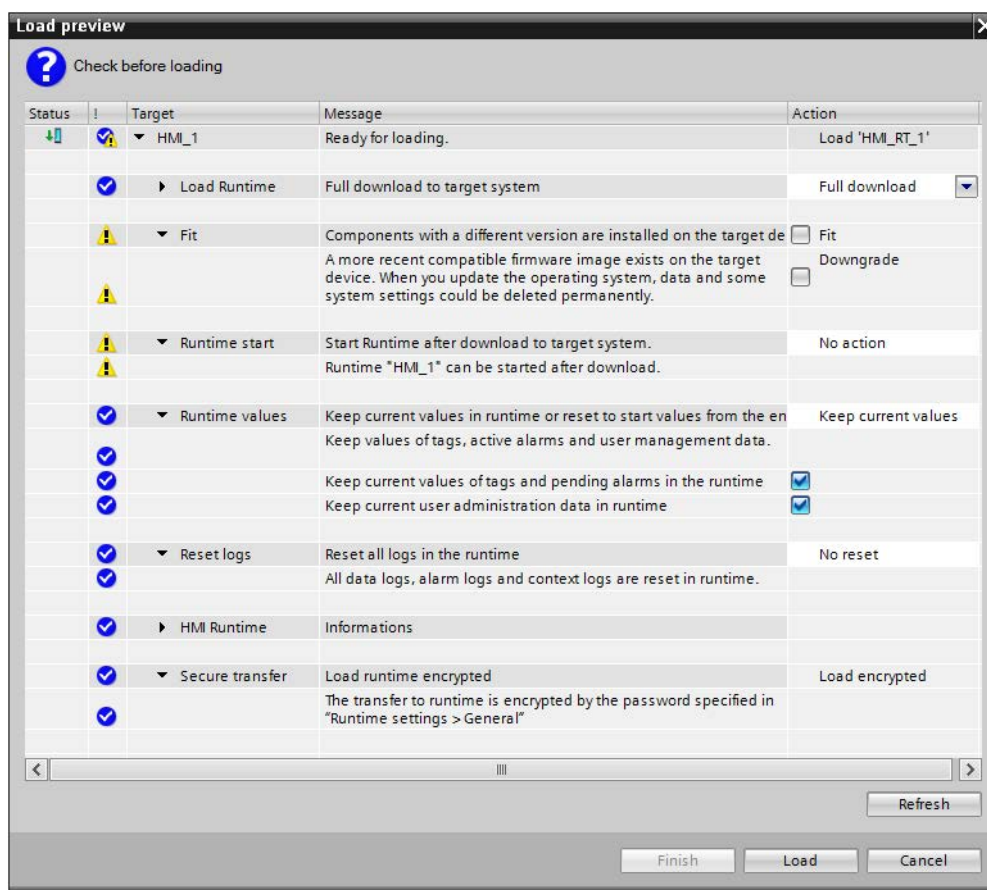 Load preview
Check before loading
Status ! Target Message Action
HMI_1 Ready for loading. Load 'HMI_RT_1'
Load Runtime Full download to target system Full download
Fit Components with a different version are installed on the target de Fit
A more recent compatible firmware image exists on the target Downgrade
device. When you update the operating system, data and some
system settings could be deleted permanently.
Runtime start Start Runtime after download to target system. No action
Runtime "HMI_1" can be started after download.
Runtime values Keep current values in runtime or reset to start values from the en Keep current values
Keep values of tags, active alarms and user management data.
Keep current values of tags and pending alarms in the runtime
Keep current user administration data in runtime
Reset logs Reset all logs in the runtime No reset
All data logs, alarm logs and context logs are reset in runtime.
HMI Runtime Informations
Secure transfer Load runtime encrypted Load encrypted
The transfer to runtime is encrypted by the password specified in
“Runtime settings > General”
Refresh
Finish Load Cancel